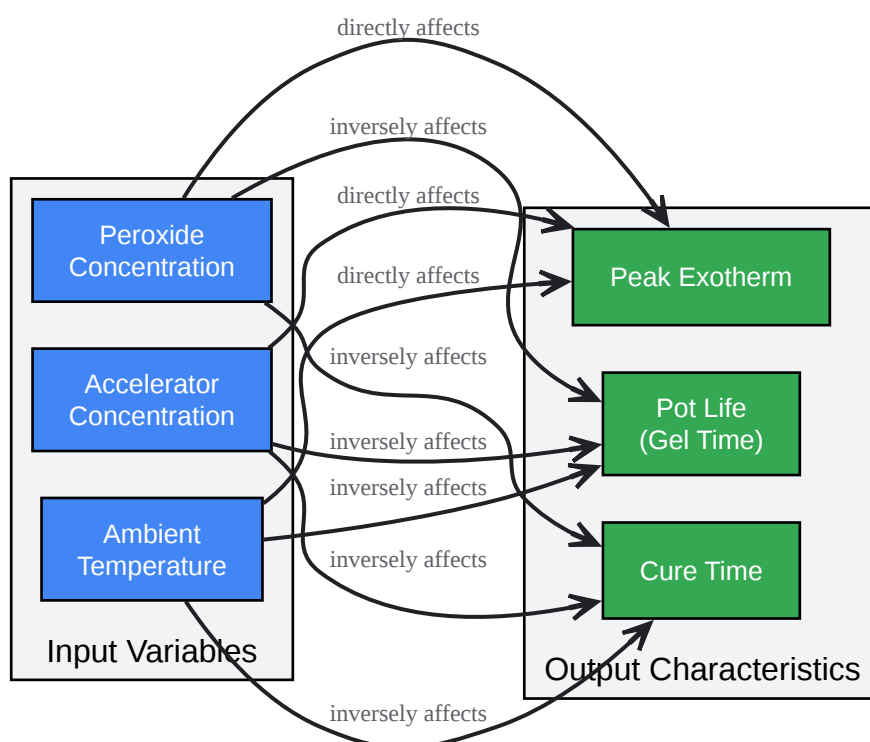 directly affects
inversely affects
directly affects
directly affects
inversely affects
inversely affects
inversely affects
inversely affects
inversely affects
Peroxide
Concentration
Accelerator
Concentration
Ambient
Temperature
Input Variables
Peak Exotherm
Pot Life
(Gel Time)
Cure Time
Output Characteristics